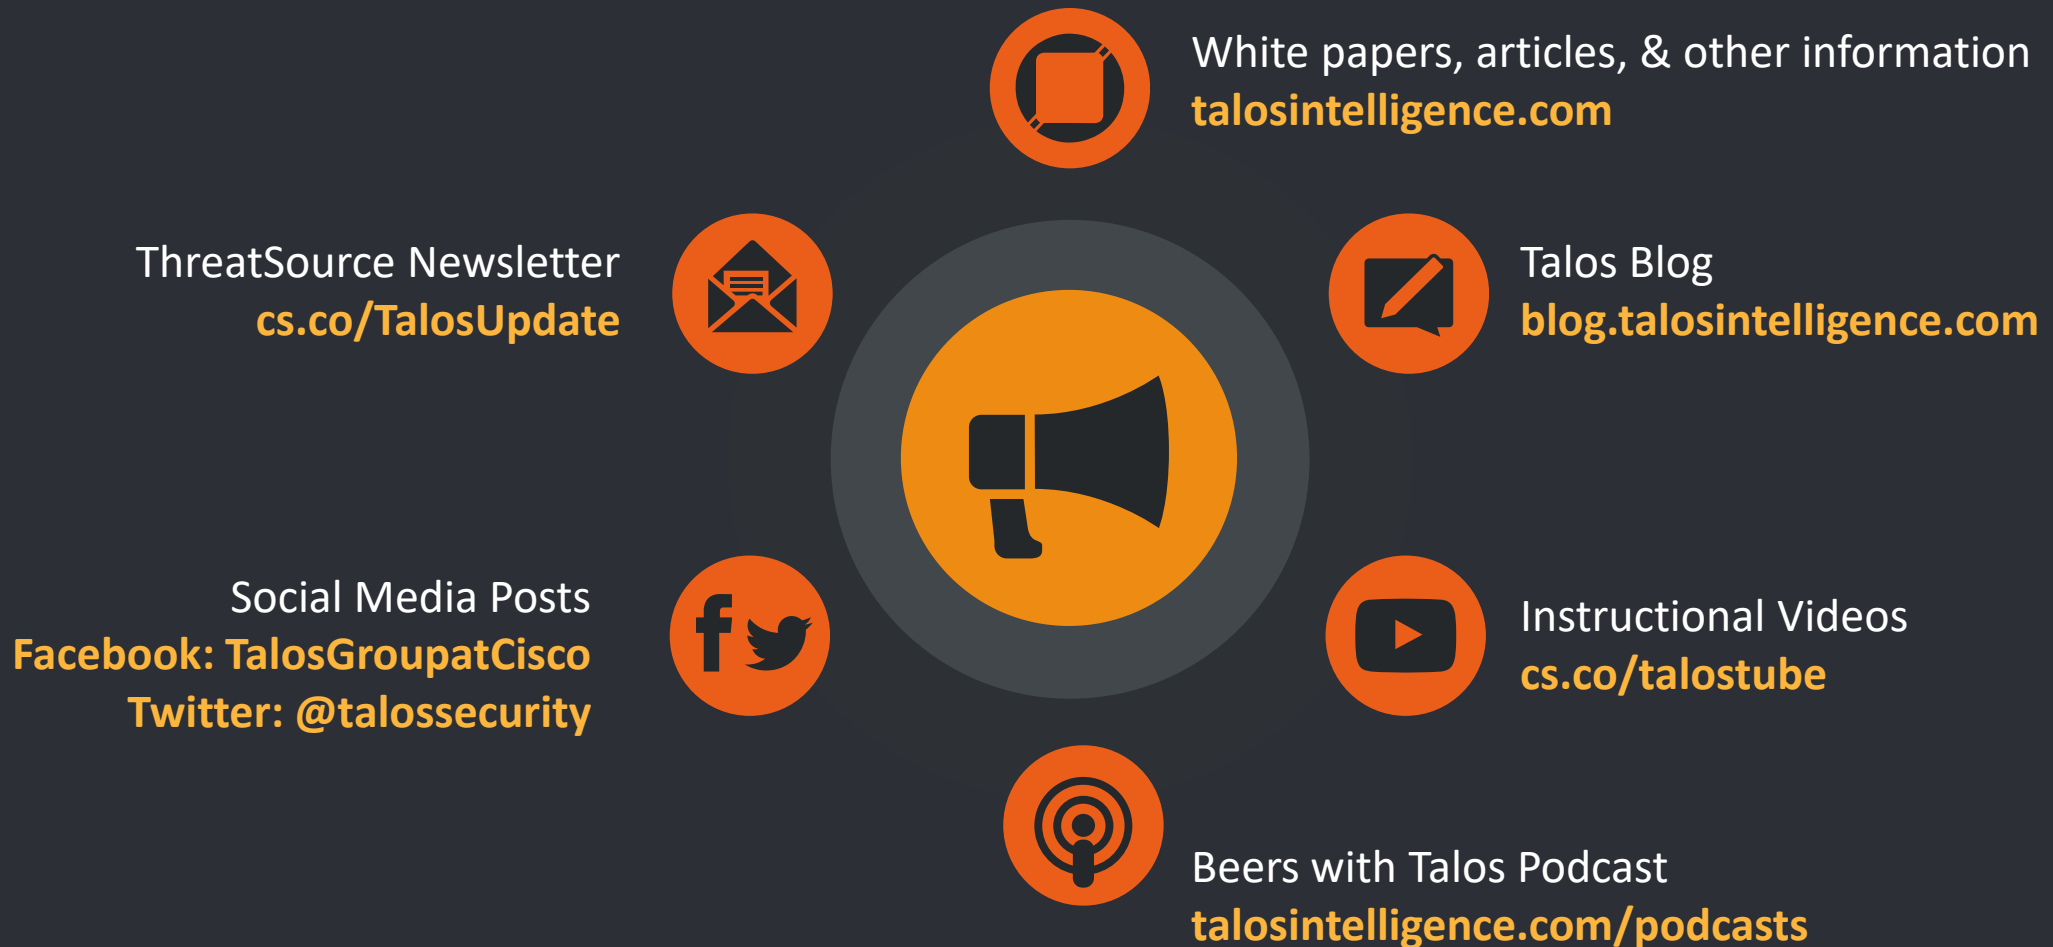 White papers, articles, & other information
talosintelligence.com
ThreatSource Newsletter
cs.co/TalosUpdate
Talos Blog
blog.talosintelligence.com
Social Media Posts
Facebook: TalosGroupatCisco
Twitter: @talossecurity
Instructional Videos
cs.co/talostube
Beers with Talos Podcast
talosintelligence.com/podcasts